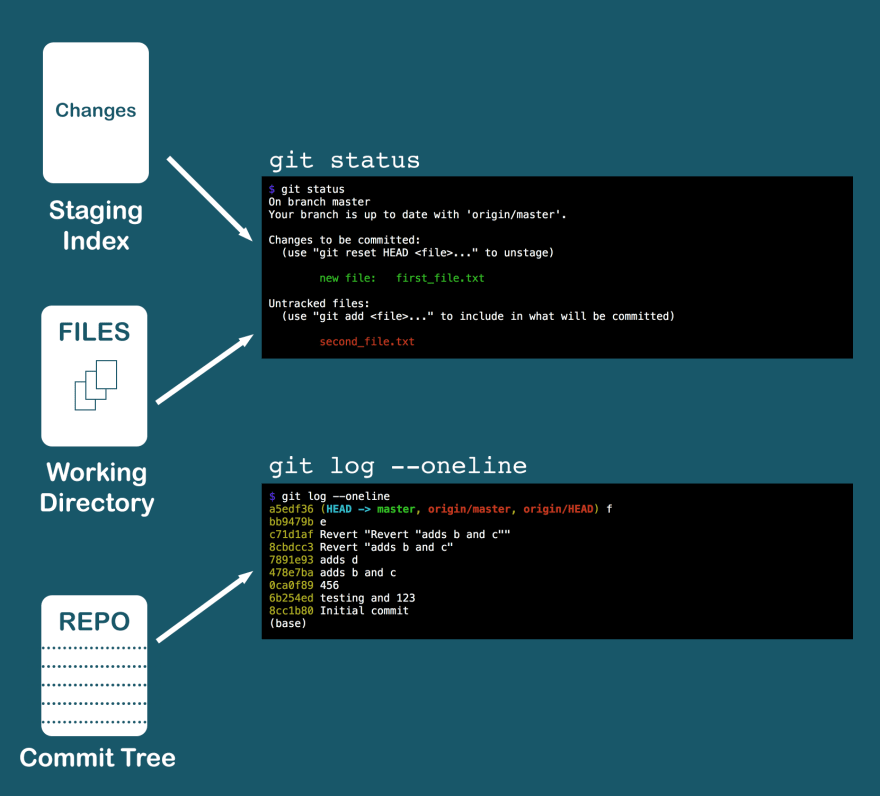 Changes
Staging
Index
git status
$ git status
On branch master
Your branch is up to date with 'origin/master'.
Changes to be committed:
(use "git reset HEAD <file>..." to unstage)
new file:   first_file.txt
Untracked files:
(use "git add <file>..." to include in what will be committed)
second_file.txt
FILES
Working
Directory
git log --oneline
$ git log --oneline
a5edf36 (HEAD -> master, origin/master, origin/HEAD) f
bb9479b e
c71d1af Revert "Revert "adds b and c""
8cbdcc3 Revert "adds b and c"
7891e93 adds d
478e7ba adds b and c
0ca0f89 456
6b254ed testing and 123
8cc1b80 Initial commit
(base)
REPO
Commit Tree